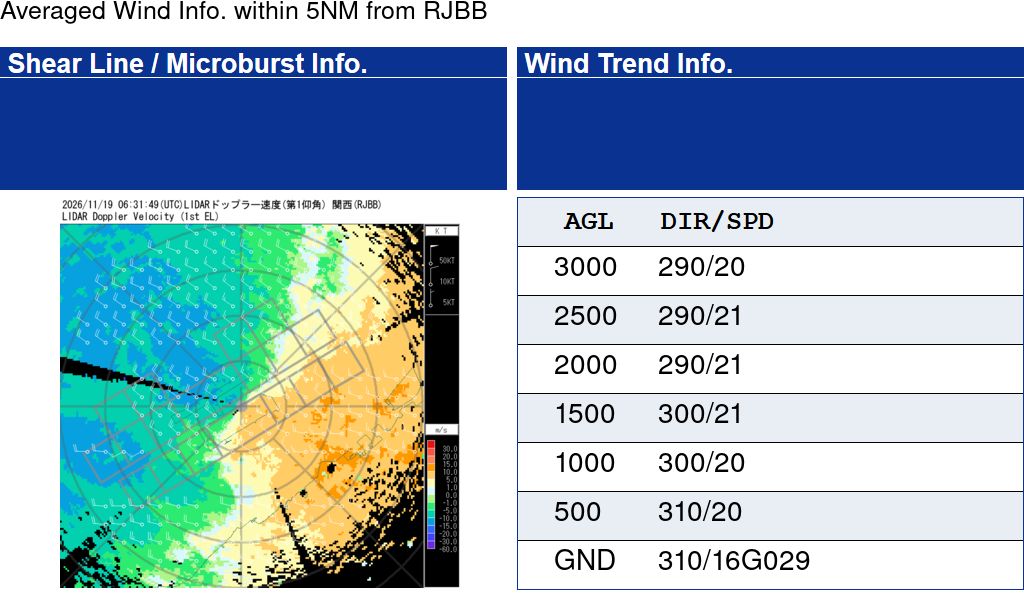 Averaged Wind Info. within 5NM from RJBB
Shear Line / Microburst Info.
Wind Trend Info.
2026/11/19 06:31:49(UTC)LIDARドップラー速度(第1仰角) 関西(RJBB)
LIDAR Doppler Velocity (1st EL)
K T
50KT
10KT
5KT
m/s
30.0
20.0
15.0
10.0
5.0
1.0
0.0
-1.0
-5.0
-10.0
-15.0
-20.0
-30.0
-60.0
AGL DIR/SPD
3000 290/20
2500 290/21
2000 290/21
1500 300/21
1000 300/20
500 310/20
GND 310/16G029